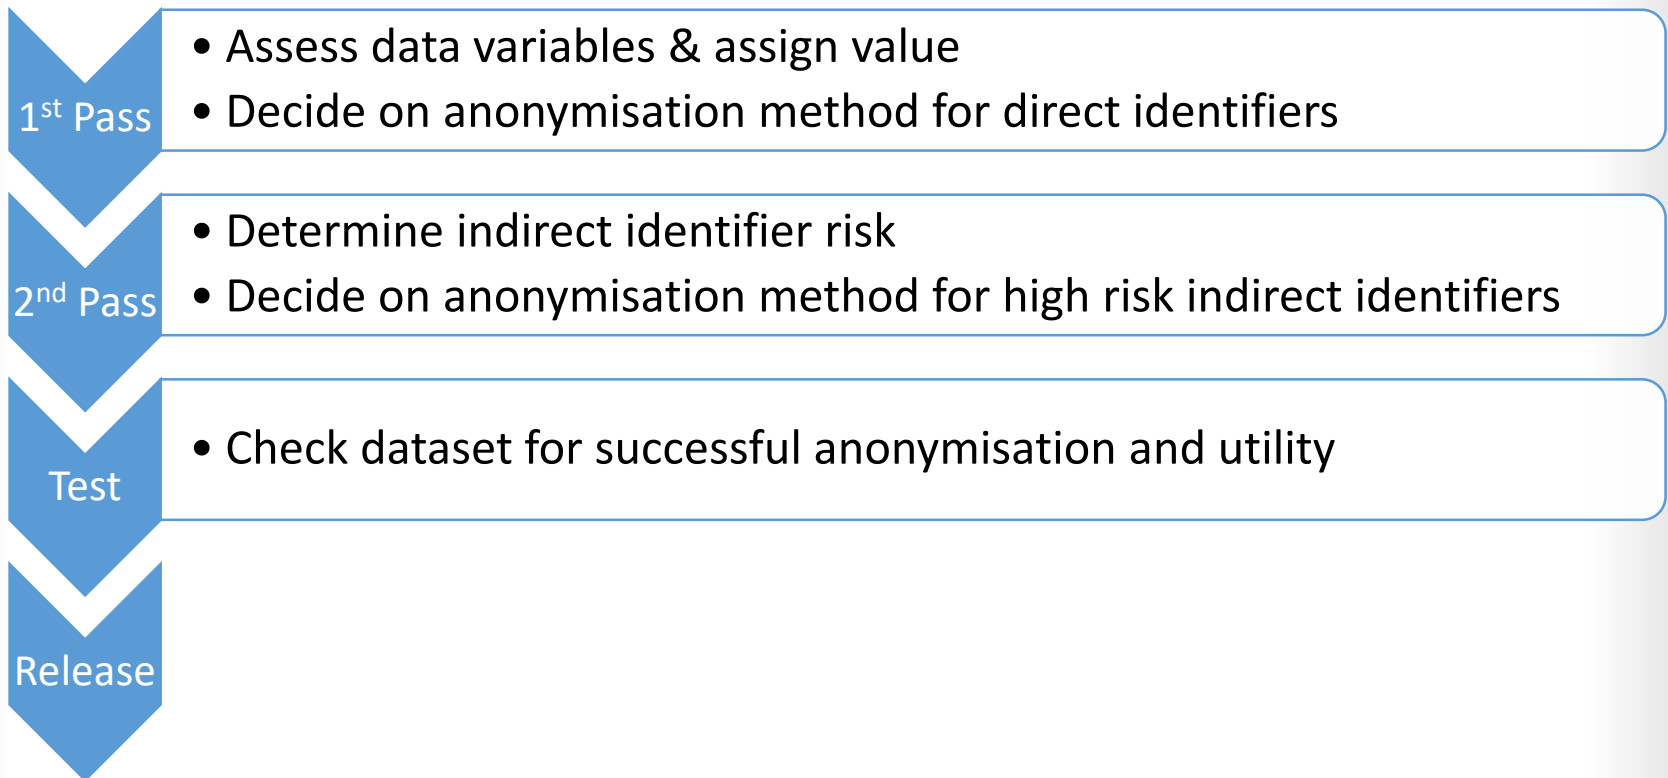 1st Pass
• Assess data variables & assign value
• Decide on anonymisation method for direct identifiers
2nd Pass
• Determine indirect identifier risk
• Decide on anonymisation method for high risk indirect identifiers
Test
• Check dataset for successful anonymisation and utility
Release